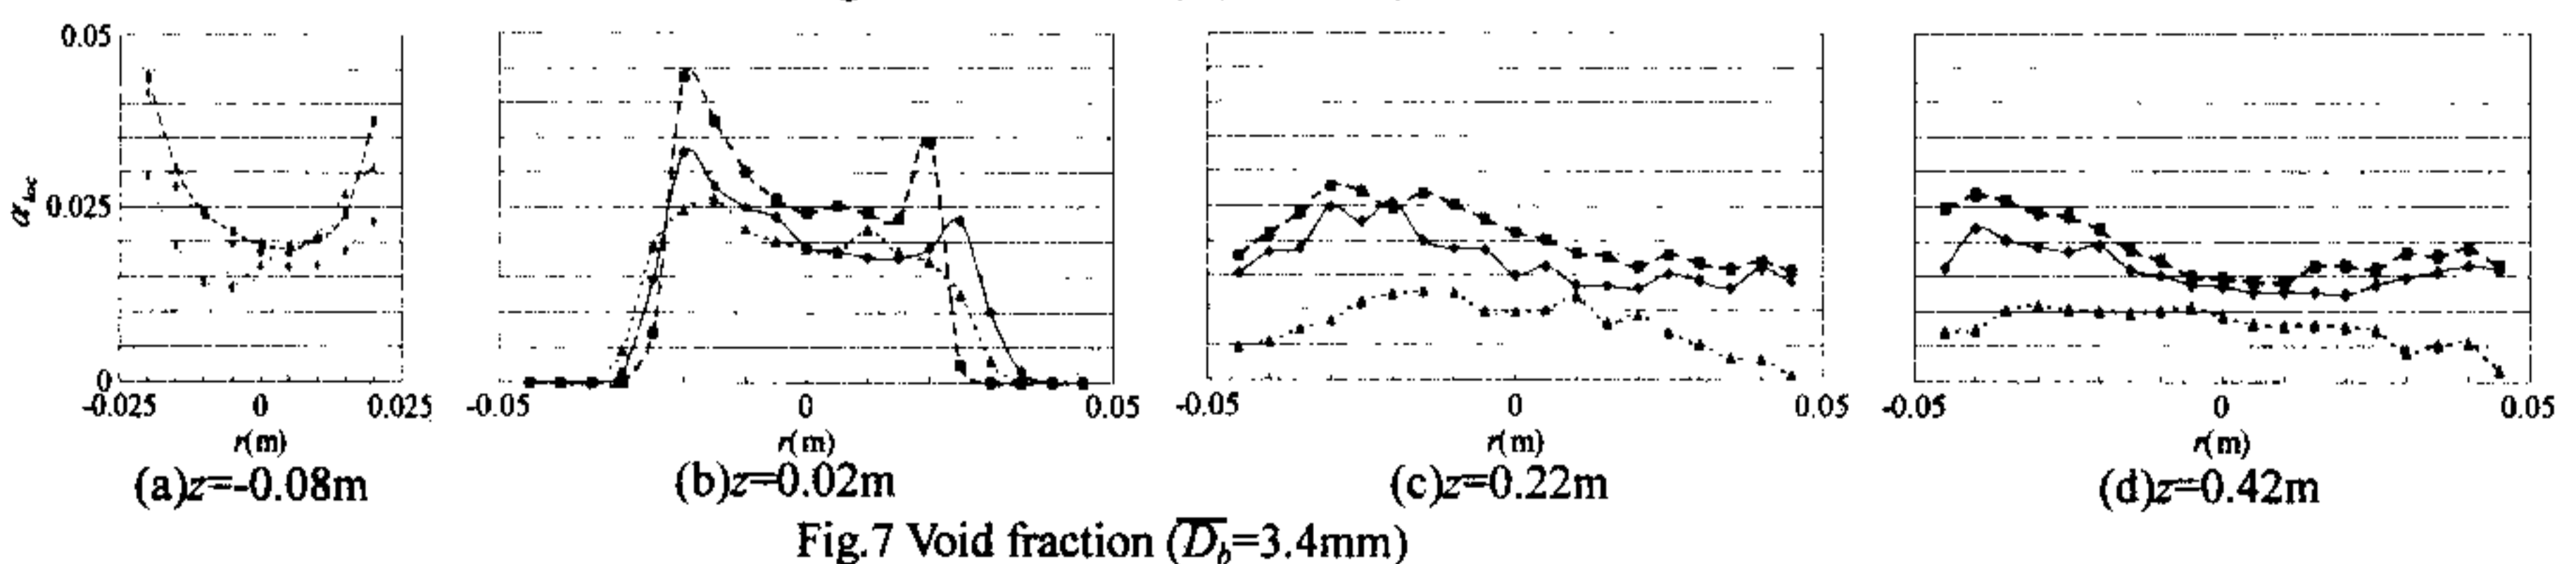 0.05
α_loc 0.025
0
-0.025 0 0.025 -0.05 0 0.05 -0.05 0 0.05 -0.05 0 0.05
r(m) r(m) r(m) r(m)
(a)z=-0.08m (b)z=0.02m (c)z=0.22m (d)z=0.42m
Fig.7 Void fraction (D̅_b=3.4mm)